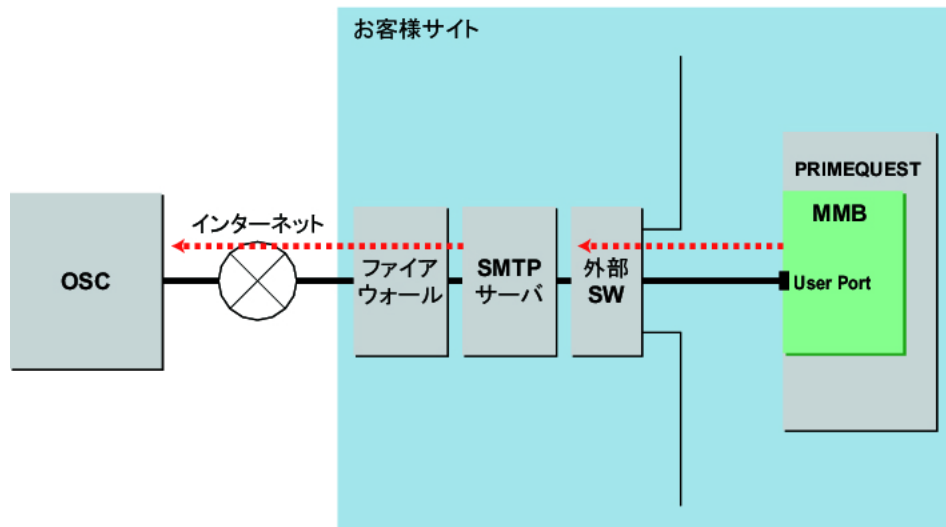 お客様サイト
PRIMEQUEST
MMB
インターネット
OSC
ファイア
ウォール
SMTP
サーバ
外部
SW
User Port